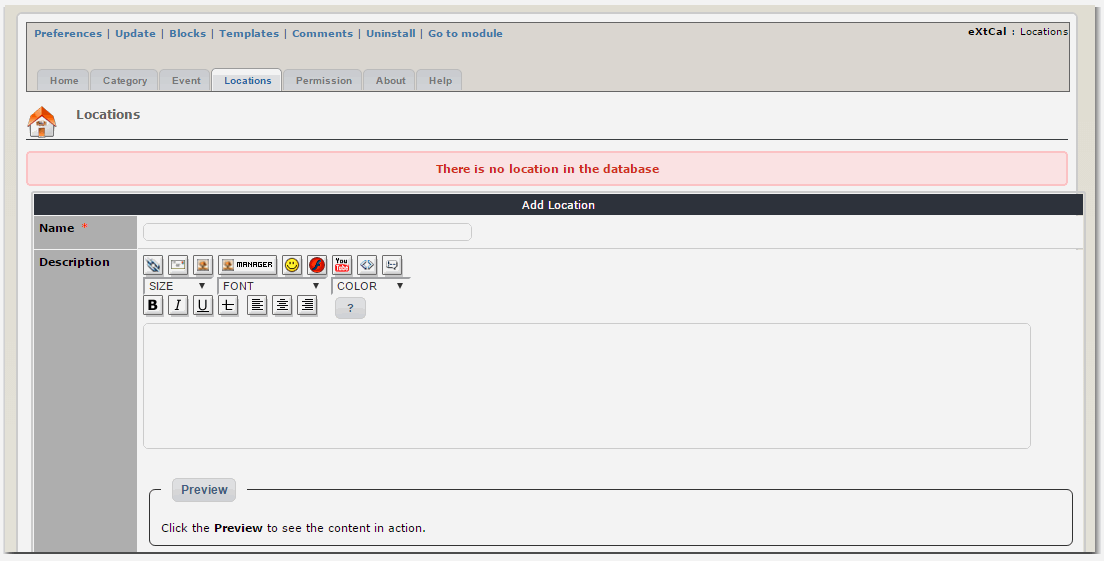 Preferences | Update | Blocks | Templates | Comments | Uninstall | Go to module
eXtCal : Locations
Home Category Event Locations Permission About Help
Locations
There is no location in the database
Add Location
Name *
Description
MANAGER You Tube
SIZE FONT COLOR
B I U T ?
Preview
Click the Preview to see the content in action.